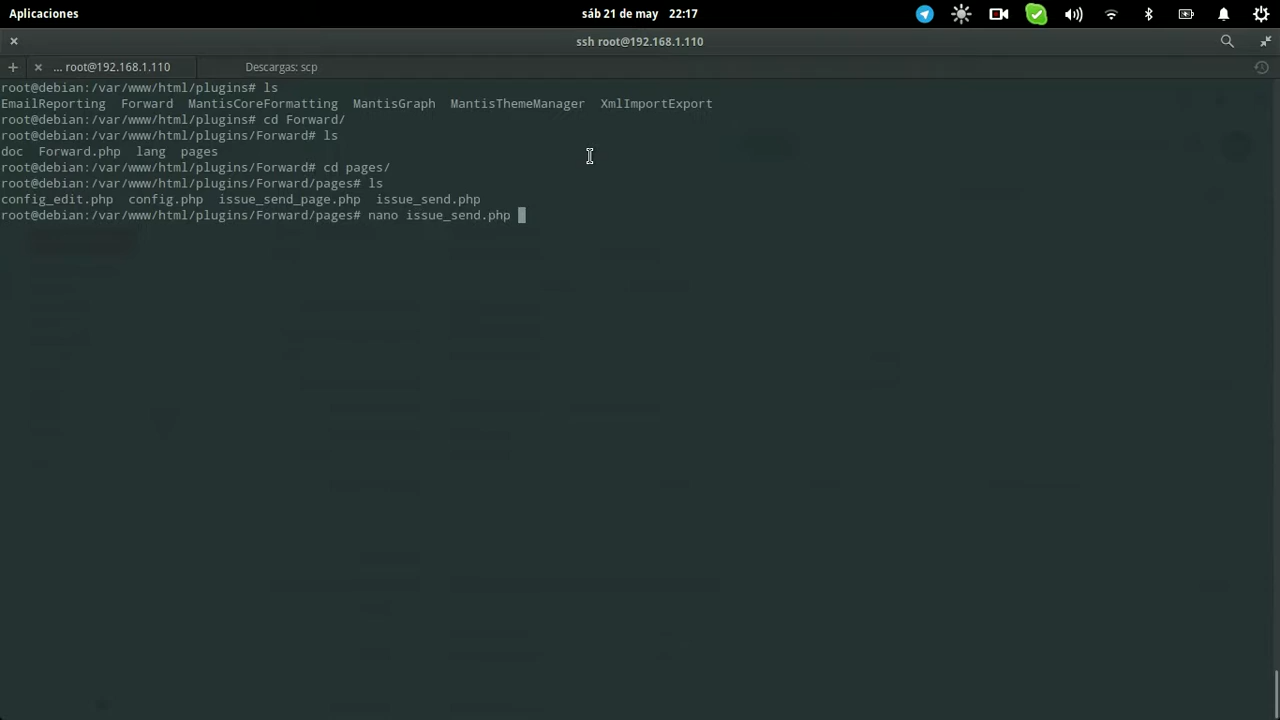 Aplicaciones
sáb 21 de may 22:17
ssh root@192.168.1.110
... root@192.168.1.110
Descargas: scp
root@debian:/var/www/html/plugins# ls
EmailReporting Forward MantisCoreFormatting MantisGraph MantisThemeManager XmlImportExport
root@debian:/var/www/html/plugins# cd Forward/
root@debian:/var/www/html/plugins/Forward# ls
doc Forward.php lang pages
root@debian:/var/www/html/plugins/Forward# cd pages/
root@debian:/var/www/html/plugins/Forward/pages# ls
config_edit.php config.php issue_send_page.php issue_send.php
root@debian:/var/www/html/plugins/Forward/pages# nano issue_send.php